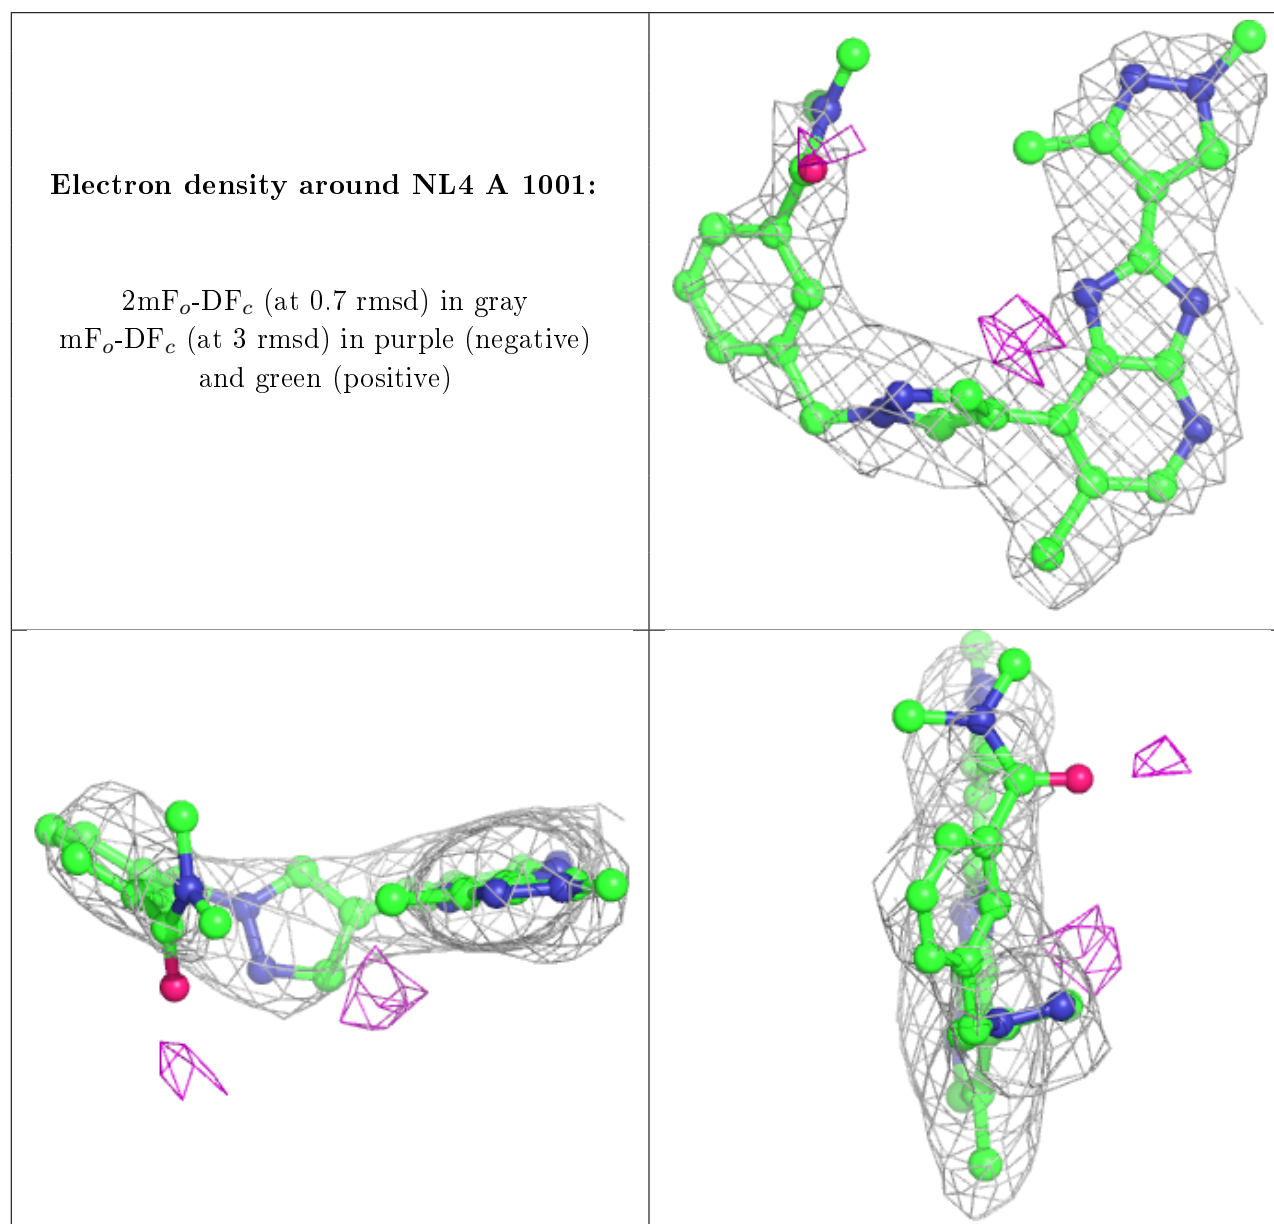 Electron density around NL4 A 1001:
2mFo-DFc (at 0.7 rmsd) in gray
mFo-DFc (at 3 rmsd) in purple (negative)
and green (positive)